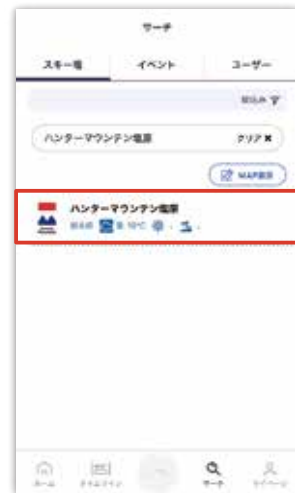 サーチ
スキー場 イベント ユーザー
絞込み
ハンターマウンテン塩原 クリア ✖
MAP表示
ハンターマウンテン塩原
ホーム タイムライン サーチ マイページ